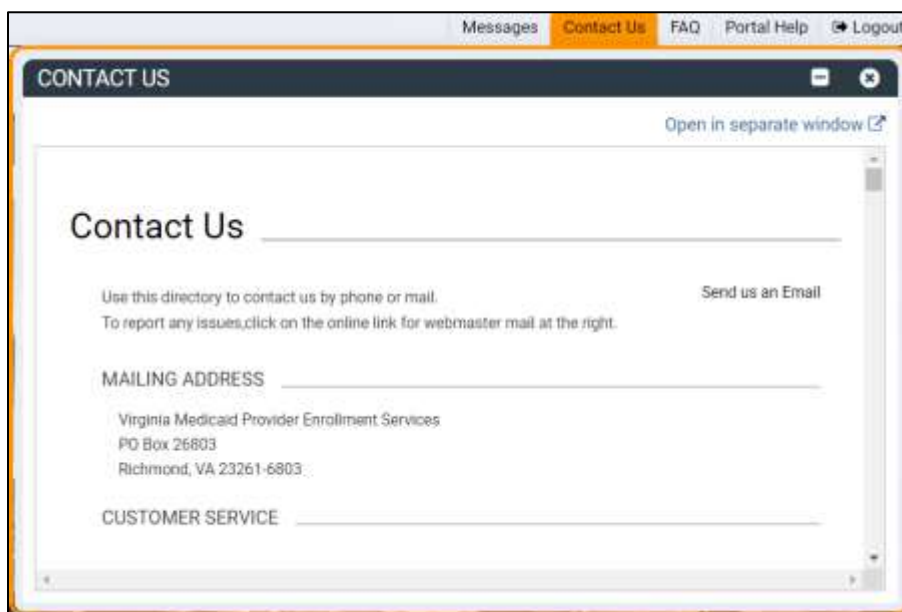 Messages Contact Us FAQ Portal Help Logout
CONTACT US
Open in separate window
Contact Us
Use this directory to contact us by phone or mail.
Send us an Email
To report any issues,click on the online link for webmaster mail at the right.
MAILING ADDRESS
Virginia Medicaid Provider Enrollment Services
PO Box 26803
Richmond, VA 23261-6803
CUSTOMER SERVICE